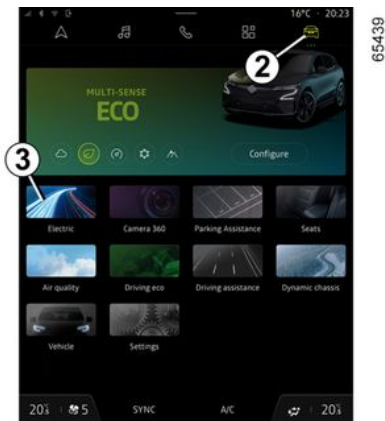 16°C · 20:23
2
MULTI-SENSE
ECO
3
Configure
Electric
Camera 360
Parking Assistance
Seats
Air quality
Driving eco
Driving assistance
Dynamic chassis
Vehicle
Settings
5
SYNC
A/C
65439